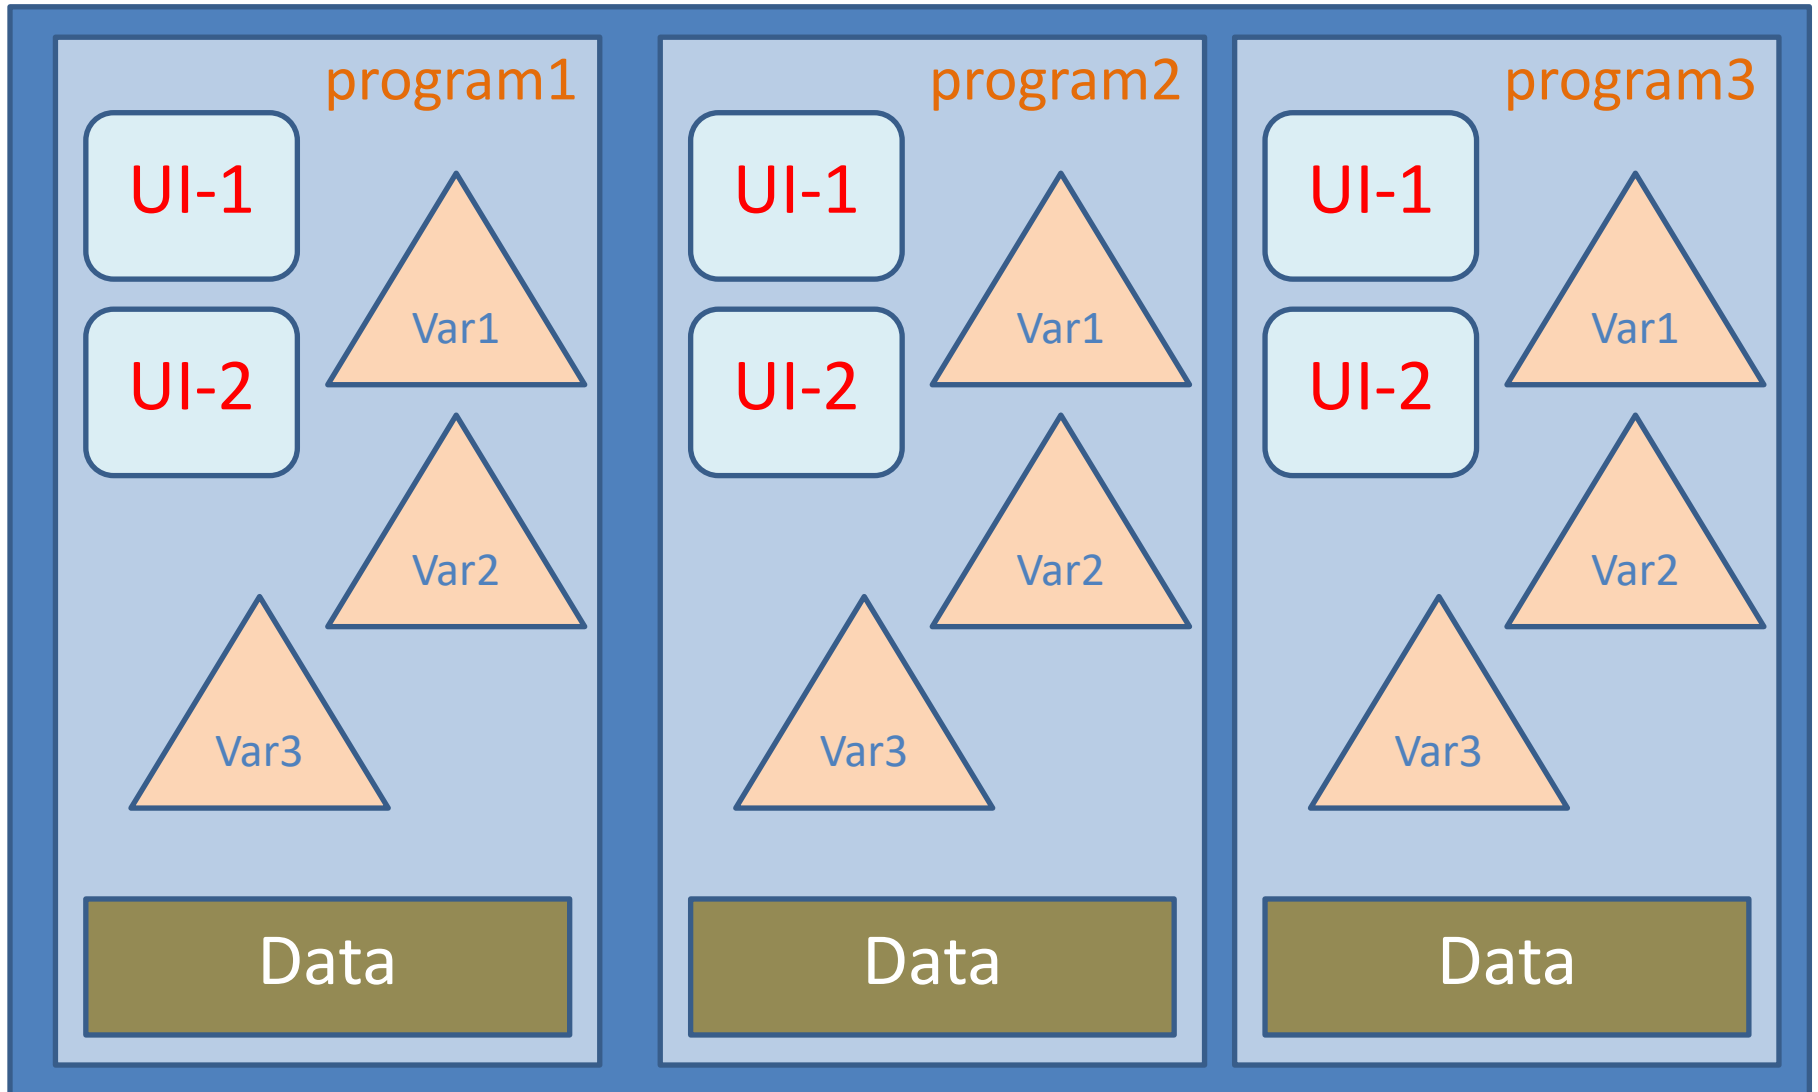 program1
UI-1
Var1
UI-2
Var2
Var3
Data
program2
UI-1
Var1
UI-2
Var2
Var3
Data
program3
UI-1
Var1
UI-2
Var2
Var3
Data